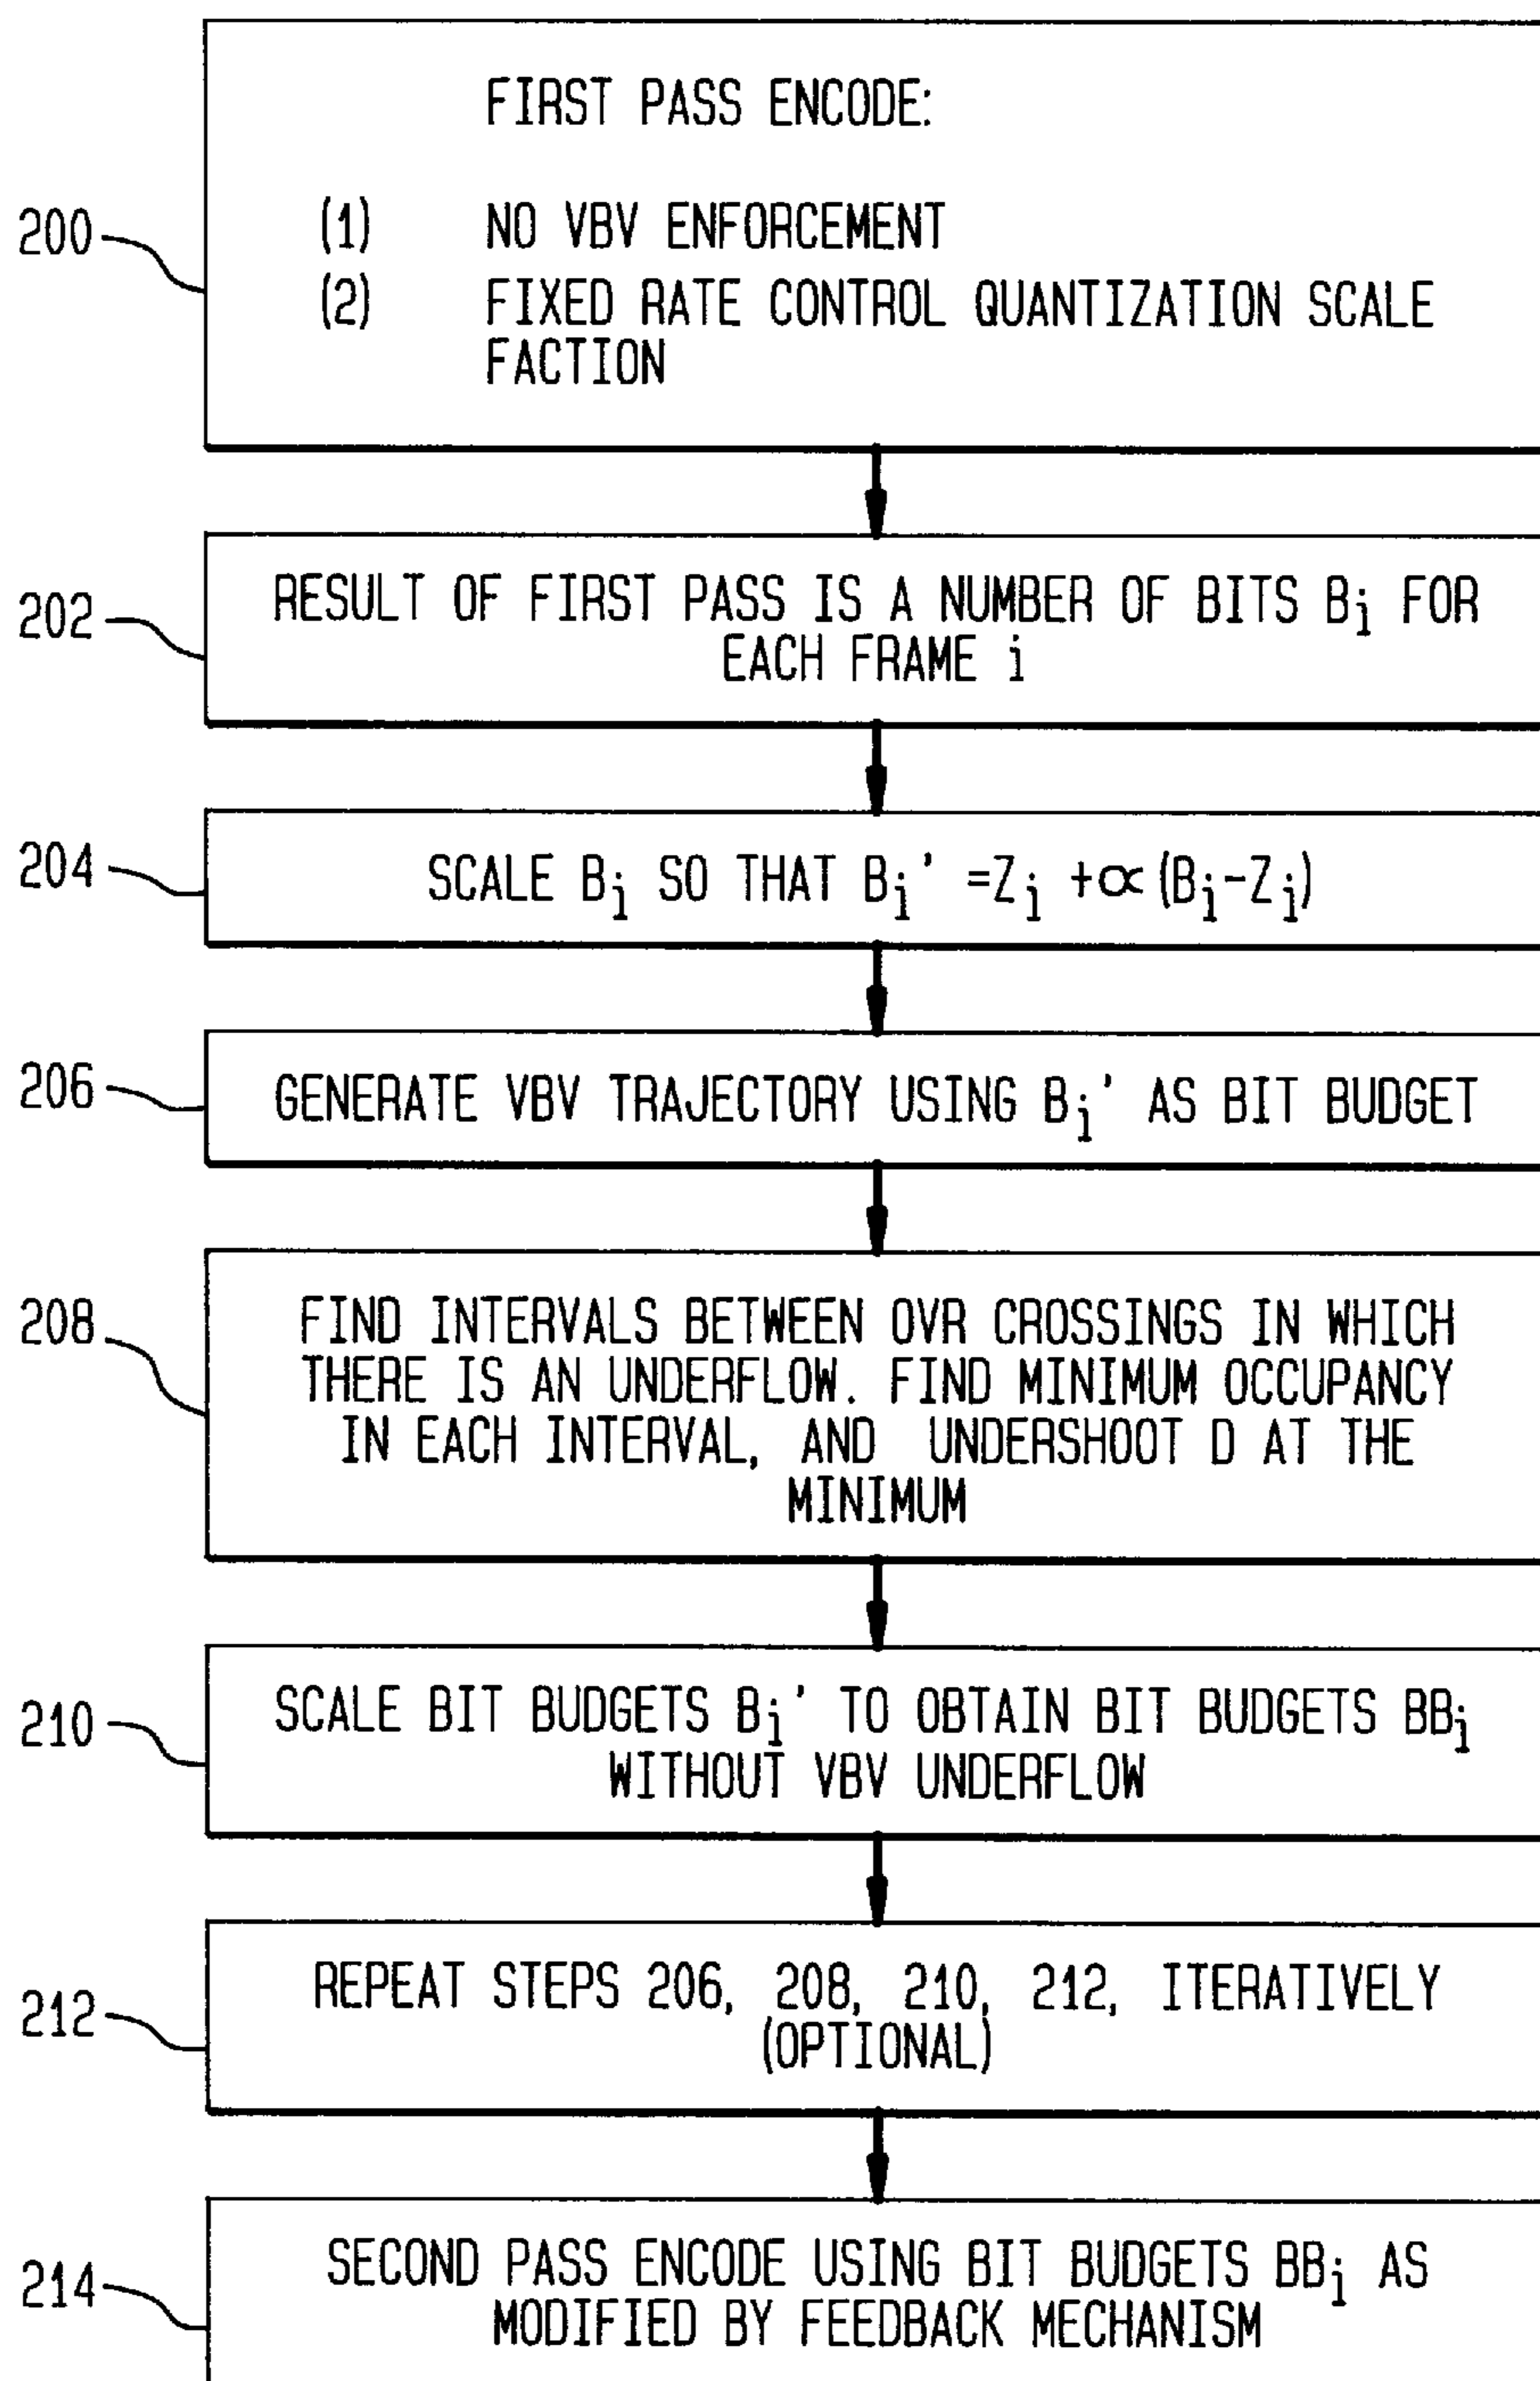 FIRST PASS ENCODE:
200
(1) NO VBV ENFORCEMENT
(2) FIXED RATE CONTROL QUANTIZATION SCALE
FACTION
202
RESULT OF FIRST PASS IS A NUMBER OF BITS Bi FOR
EACH FRAME i
204
SCALE Bi SO THAT Bi' =Zi +∝(Bi-Zi)
206
GENERATE VBV TRAJECTORY USING Bi' AS BIT BUDGET
208
FIND INTERVALS BETWEEN OVR CROSSINGS IN WHICH
THERE IS AN UNDERFLOW. FIND MINIMUM OCCUPANCY
IN EACH INTERVAL, AND UNDERSHOOT D AT THE
MINIMUM
210
SCALE BIT BUDGETS Bi' TO OBTAIN BIT BUDGETS BBi
WITHOUT VBV UNDERFLOW
212
REPEAT STEPS 206, 208, 210, 212, ITERATIVELY
(OPTIONAL)
214
SECOND PASS ENCODE USING BIT BUDGETS BBi AS
MODIFIED BY FEEDBACK MECHANISM